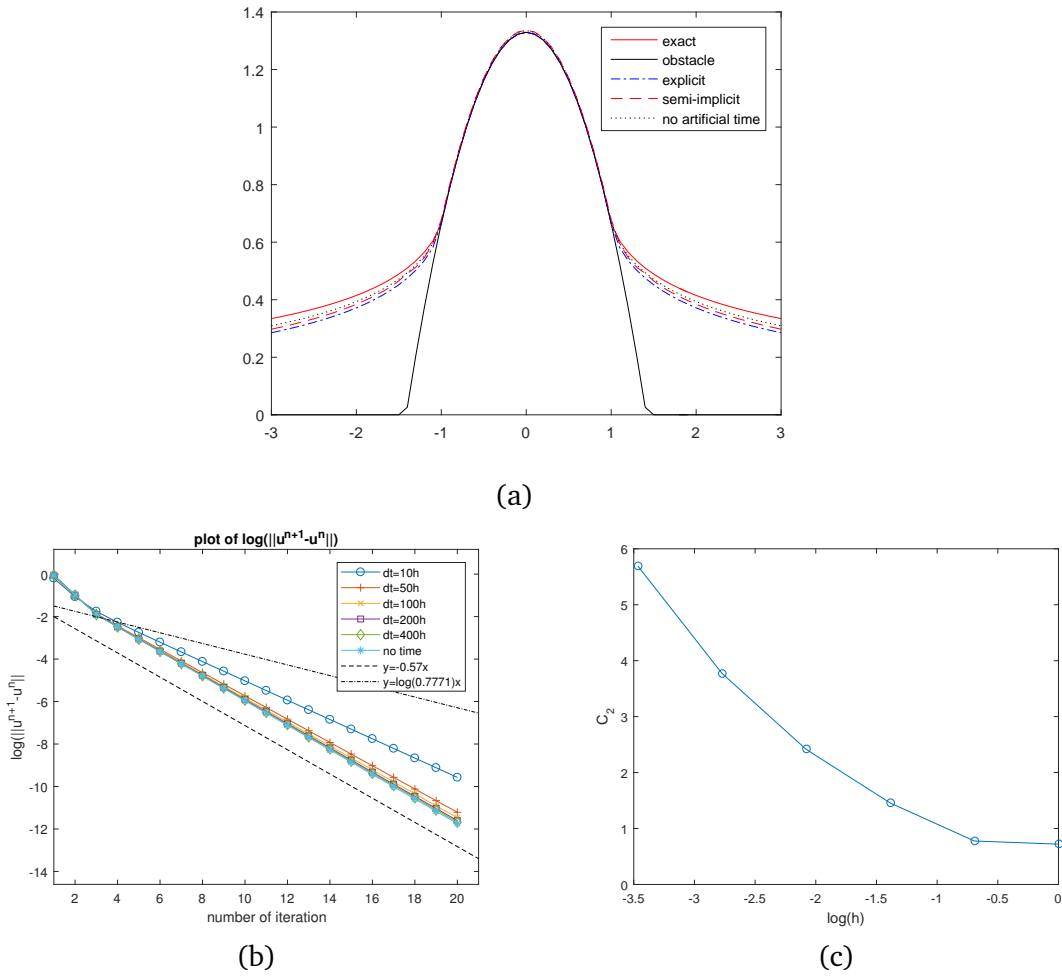 1.4
1.2
1
0.8
0.6
0.4
0.2
0
-3 -2 -1 0 1 2 3
exact
obstacle
explicit
semi-implicit
no artificial time
(a)
plot of log(||u^{n+1}-u^n||)
log(||u^{n+1}-u^n||
0
-2
-4
-6
-8
-10
-12
-14
2 4 6 8 10 12 14 16 18 20
number of iteration
dt=10h
dt=50h
dt=100h
dt=200h
dt=400h
no time
y=-0.57x
y=log(0.7771)x
(b)
C_2
6
5
4
3
2
1
0
-3.5 -3 -2.5 -2 -1.5 -1 -0.5 0
log(h)
(c)